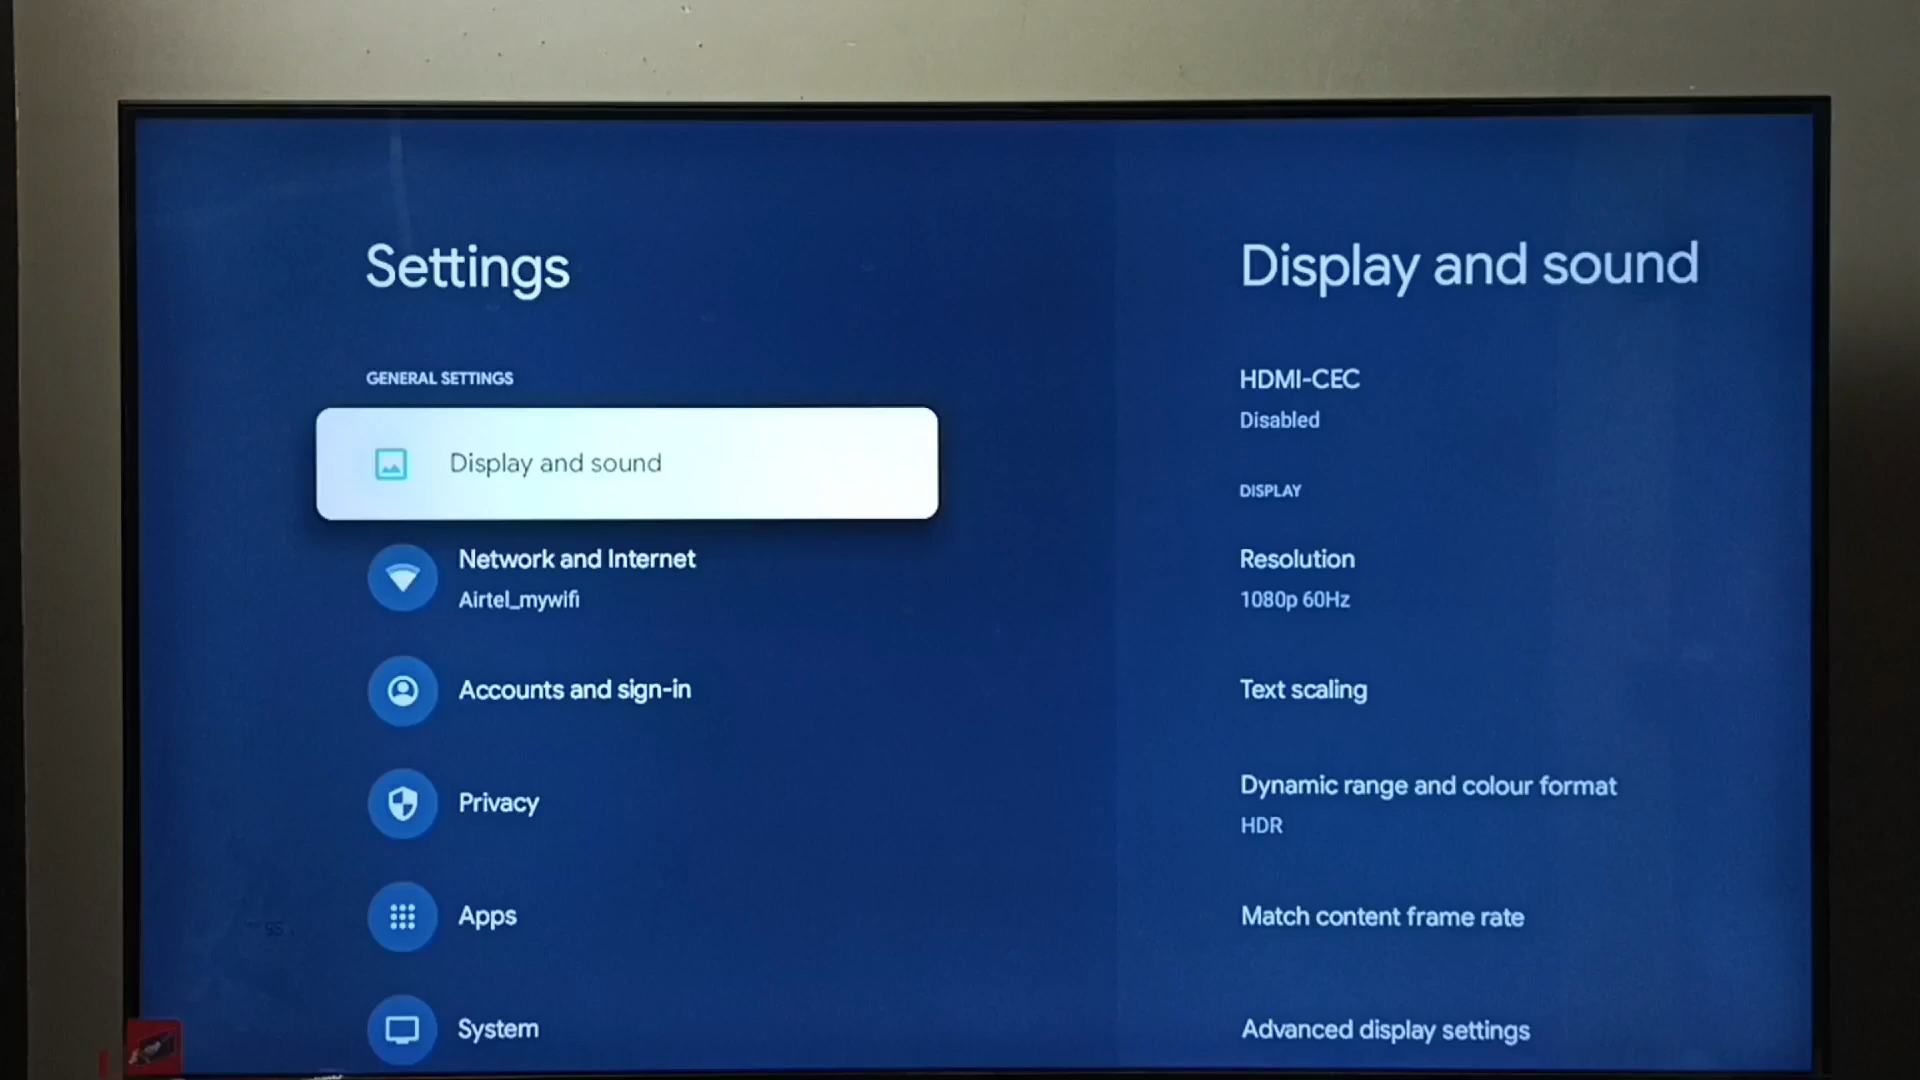 Settings
GENERAL SETTINGS
Display and sound
Network and Internet
Airtel_mywifi
Accounts and sign-in
Privacy
Apps
System
Display and sound
HDMI-CEC
Disabled
DISPLAY
Resolution
1080p 60Hz
Text scaling
Dynamic range and colour format
HDR
Match content frame rate
Advanced display settings